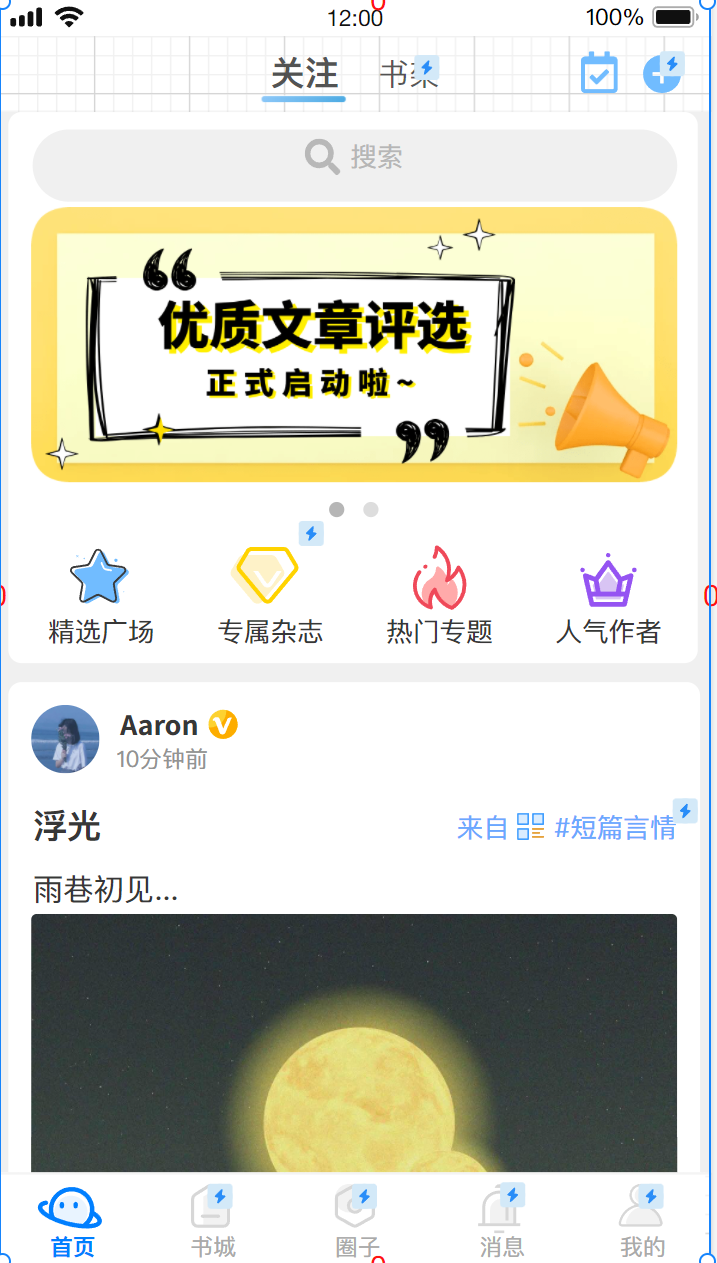 12:00
100%
关注
书架
搜索
优质文章评选
正式启动啦~
精选广场
专属杂志
热门专题
人气作者
Aaron
10分钟前
浮光
来自 #短篇言情
雨巷初见...
首页
书城
圈子
消息
我的